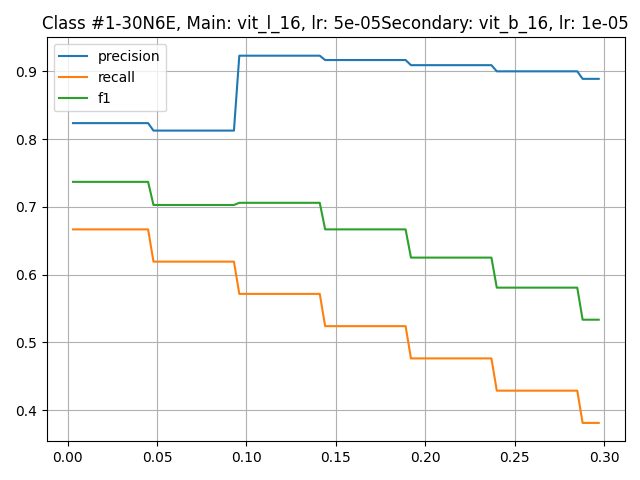 Class #1-30N6E, Main: vit_l_16, lr: 5e-05Secondary: vit_b_16, lr: 1e-05
precision
recall
f1
0.9
0.8
0.7
0.6
0.5
0.4
0.00 0.05 0.10 0.15 0.20 0.25 0.30